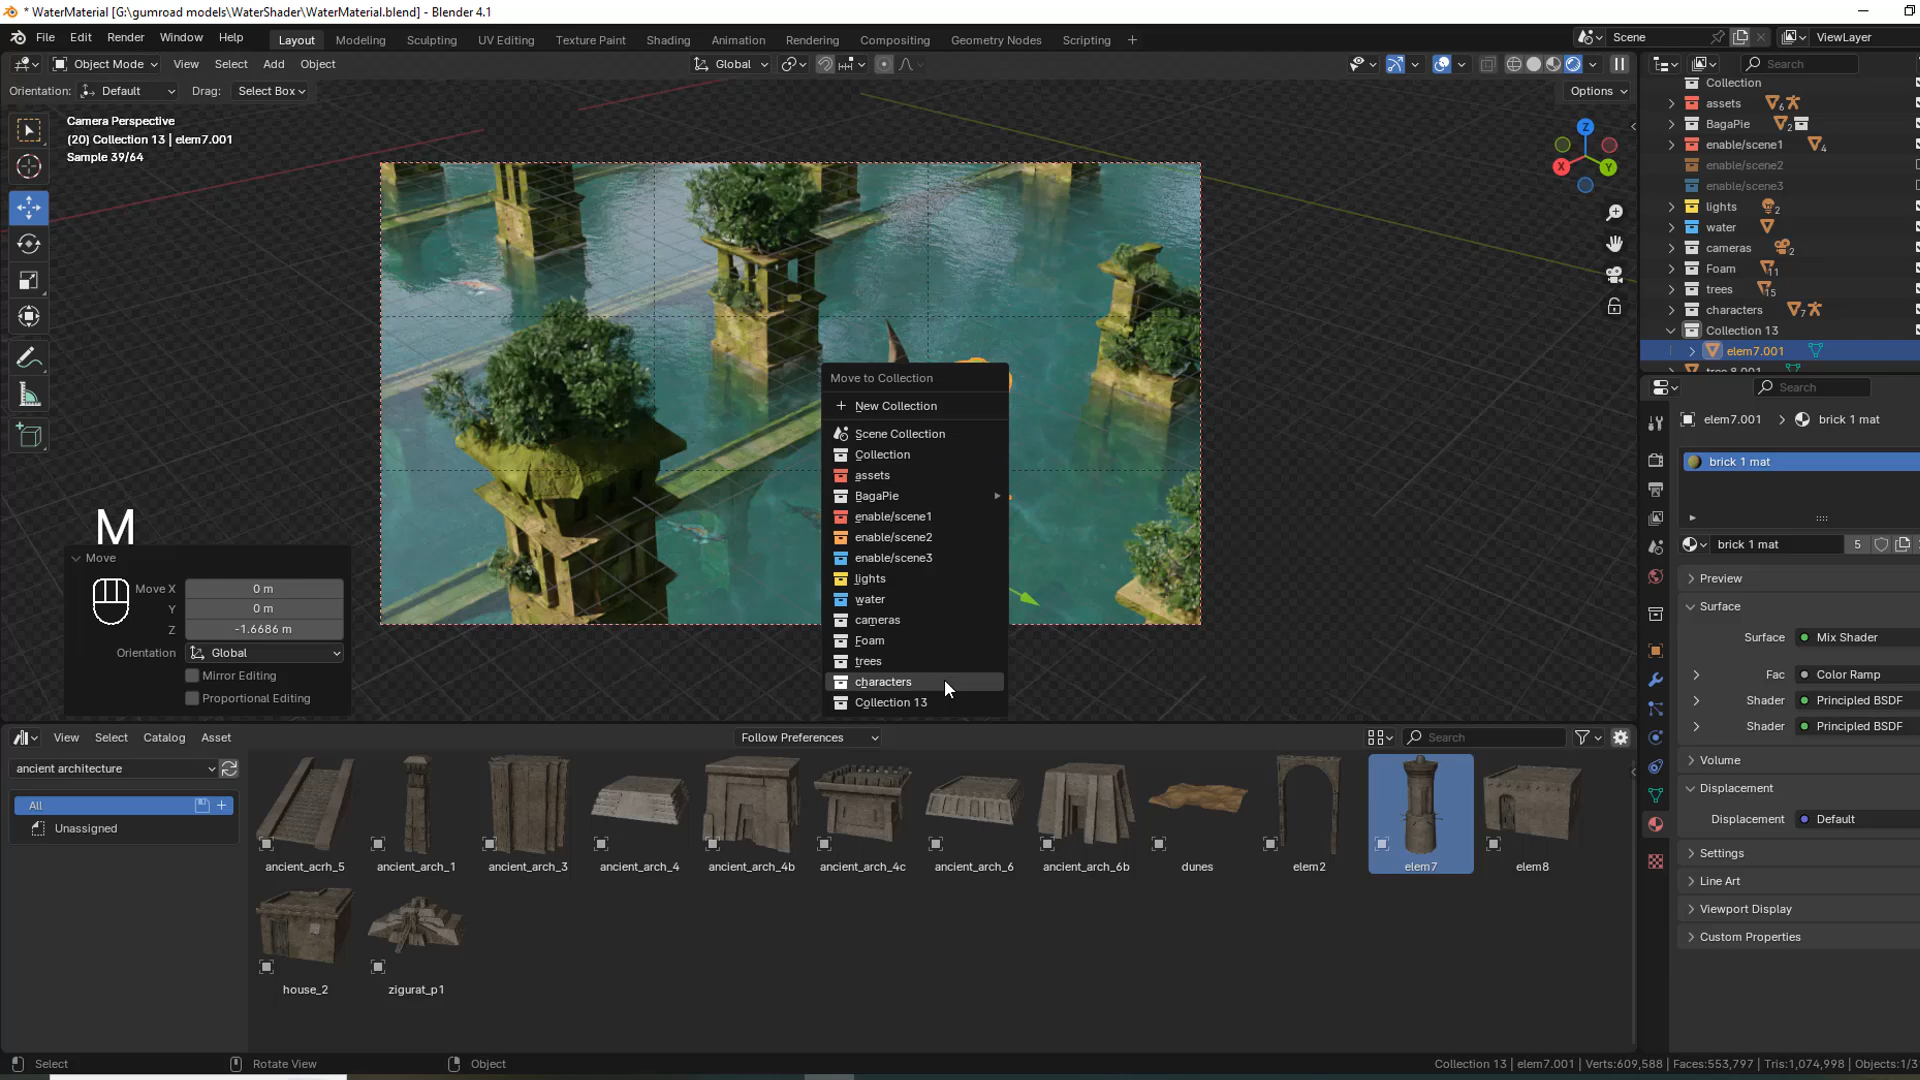 * WaterMaterial [G:\gumroad models\WaterShader\WaterMaterial.blend] - Blender 4.1
File Edit Render Window Help Layout Modeling Sculpting UV Editing Texture Paint Shading Animation Rendering Compositing Geometry Nodes Scripting + Scene ViewLayer
Object Mode View Select Add Object Global Search
Orientation: Default Drag: Select Box Options
Camera Perspective
(20) Collection 13 | elem7.001
Sample 39/64
Z
X
Y
Collection
assets 6
BagaPie 2
enable/scene1 4
enable/scene2
enable/scene3
lights 2
water
cameras 2
Foam 11
trees 15
characters 7
Collection 13
elem7.001
Search
elem7.001 > brick 1 mat
brick 1 mat
brick 1 mat 5
Preview
Surface
Surface Mix Shader
Fac Color Ramp
Shader Principled BSDF
Shader Principled BSDF
Volume
Displacement
Displacement Default
Settings
Line Art
Viewport Display
Custom Properties
Move to Collection
+ New Collection
Scene Collection
Collection
assets
BagaPie
enable/scene1
enable/scene2
enable/scene3
lights
water
cameras
Foam
trees
characters
Collection 13
M
Move
Move X 0 m
Y 0 m
Z -1.6686 m
Orientation Global
Mirror Editing
Proportional Editing
View Select Catalog Asset Follow Preferences Search
ancient architecture
All
Unassigned
ancient_acrh_5 ancient_arch_1 ancient_arch_3 ancient_arch_4 ancient_arch_4b ancient_arch_4c ancient_arch_6 ancient_arch_6b dunes elem2 elem7 elem8
house_2 zigurat_p1
Select Rotate View Object Collection 13 | elem7.001 | Verts:609,588 | Faces:553,797 | Tris:1,074,998 | Objects:1/3